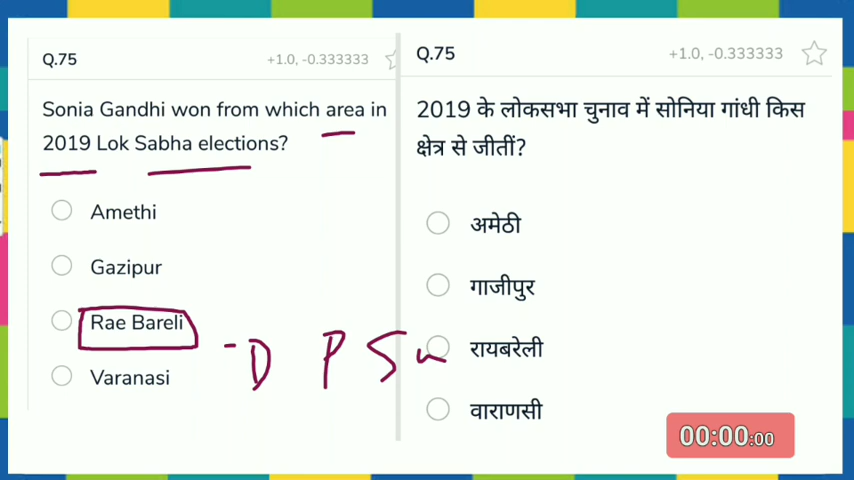 Q.75
+1.0, -0.333333
Sonia Gandhi won from which area in
2019 Lok Sabha elections?
Amethi
Gazipur
Rae Bareli
Varanasi
-D P S
Q.75
+1.0, -0.333333
2019 के लोकसभा चुनाव में सोनिया गांधी किस
क्षेत्र से जीतीं?
अमेठी
गाजीपुर
रायबरेली
वाराणसी
00:00:00